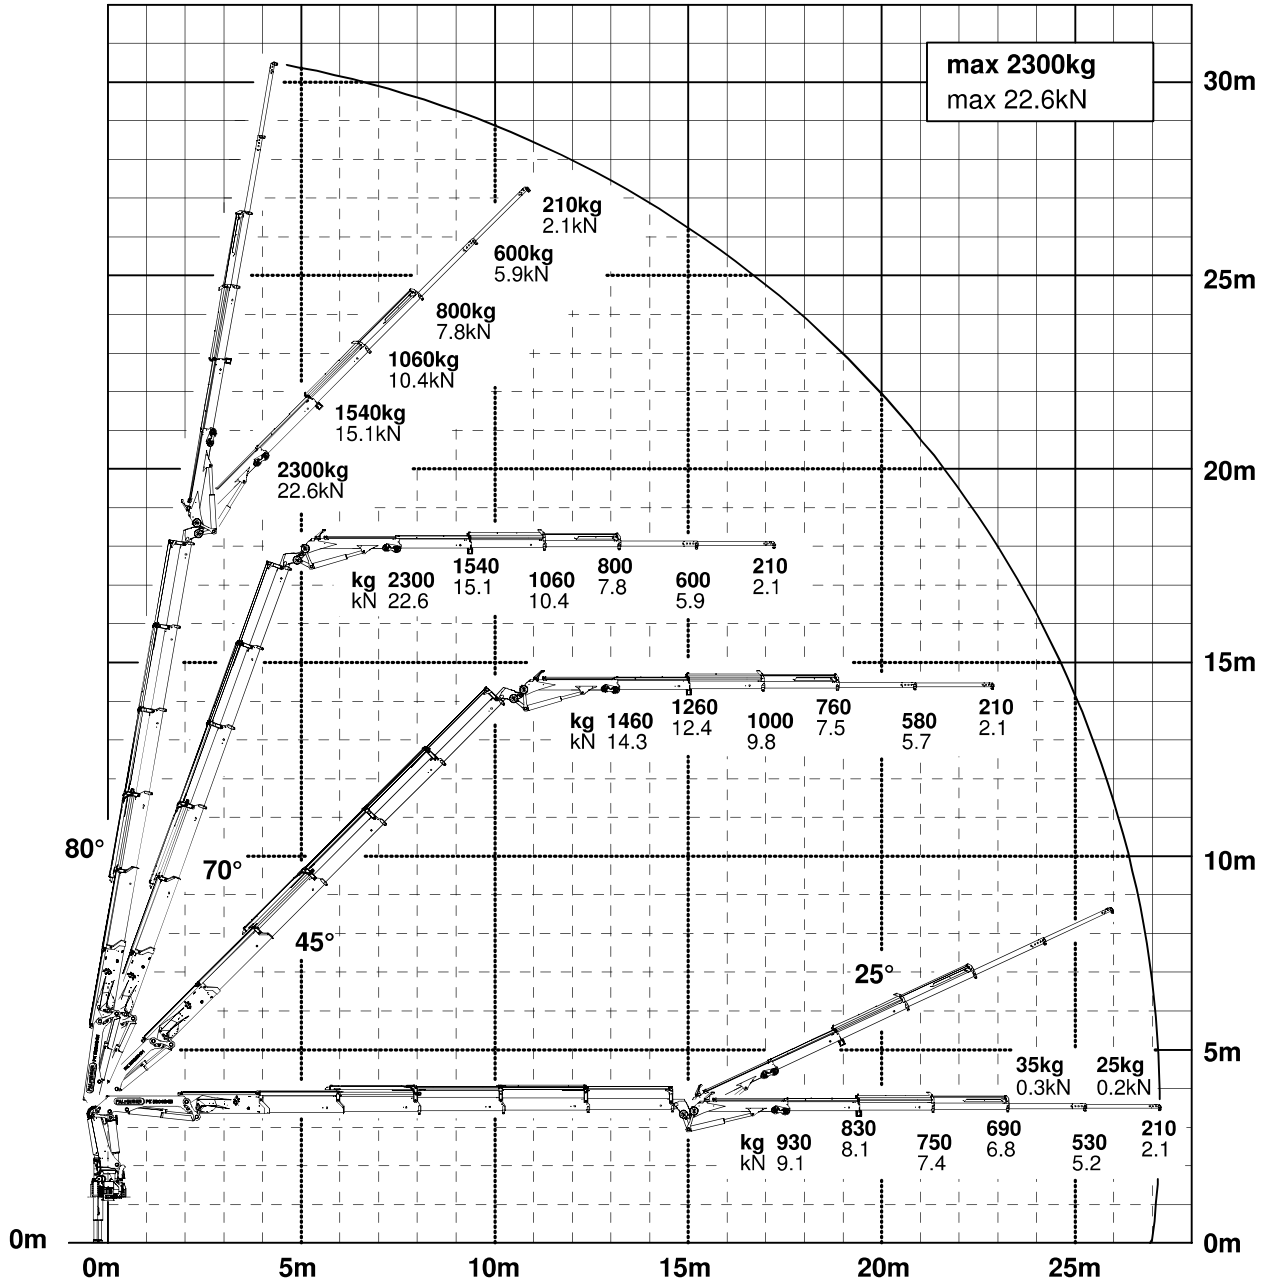 max 2300kg
max 22.6kN
30m
210kg
2.1kN
600kg
5.9kN
25m
800kg
7.8kN
1060kg
10.4kN
1540kg
15.1kN
2300kg
22.6kN
20m
kg 2300 1540 1060 800 600 210
kN 22.6 15.1 10.4 7.8 5.9 2.1
15m
kg 1460 1260 1000 760 580 210
kN 14.3 12.4 9.8 7.5 5.7 2.1
80°
70°
10m
45°
25°
5m
35kg 25kg
0.3kN 0.2kN
kg 930 830 750 690 530 210
kN 9.1 8.1 7.4 6.8 5.2 2.1
0m 0m
0m 5m 10m 15m 20m 25m